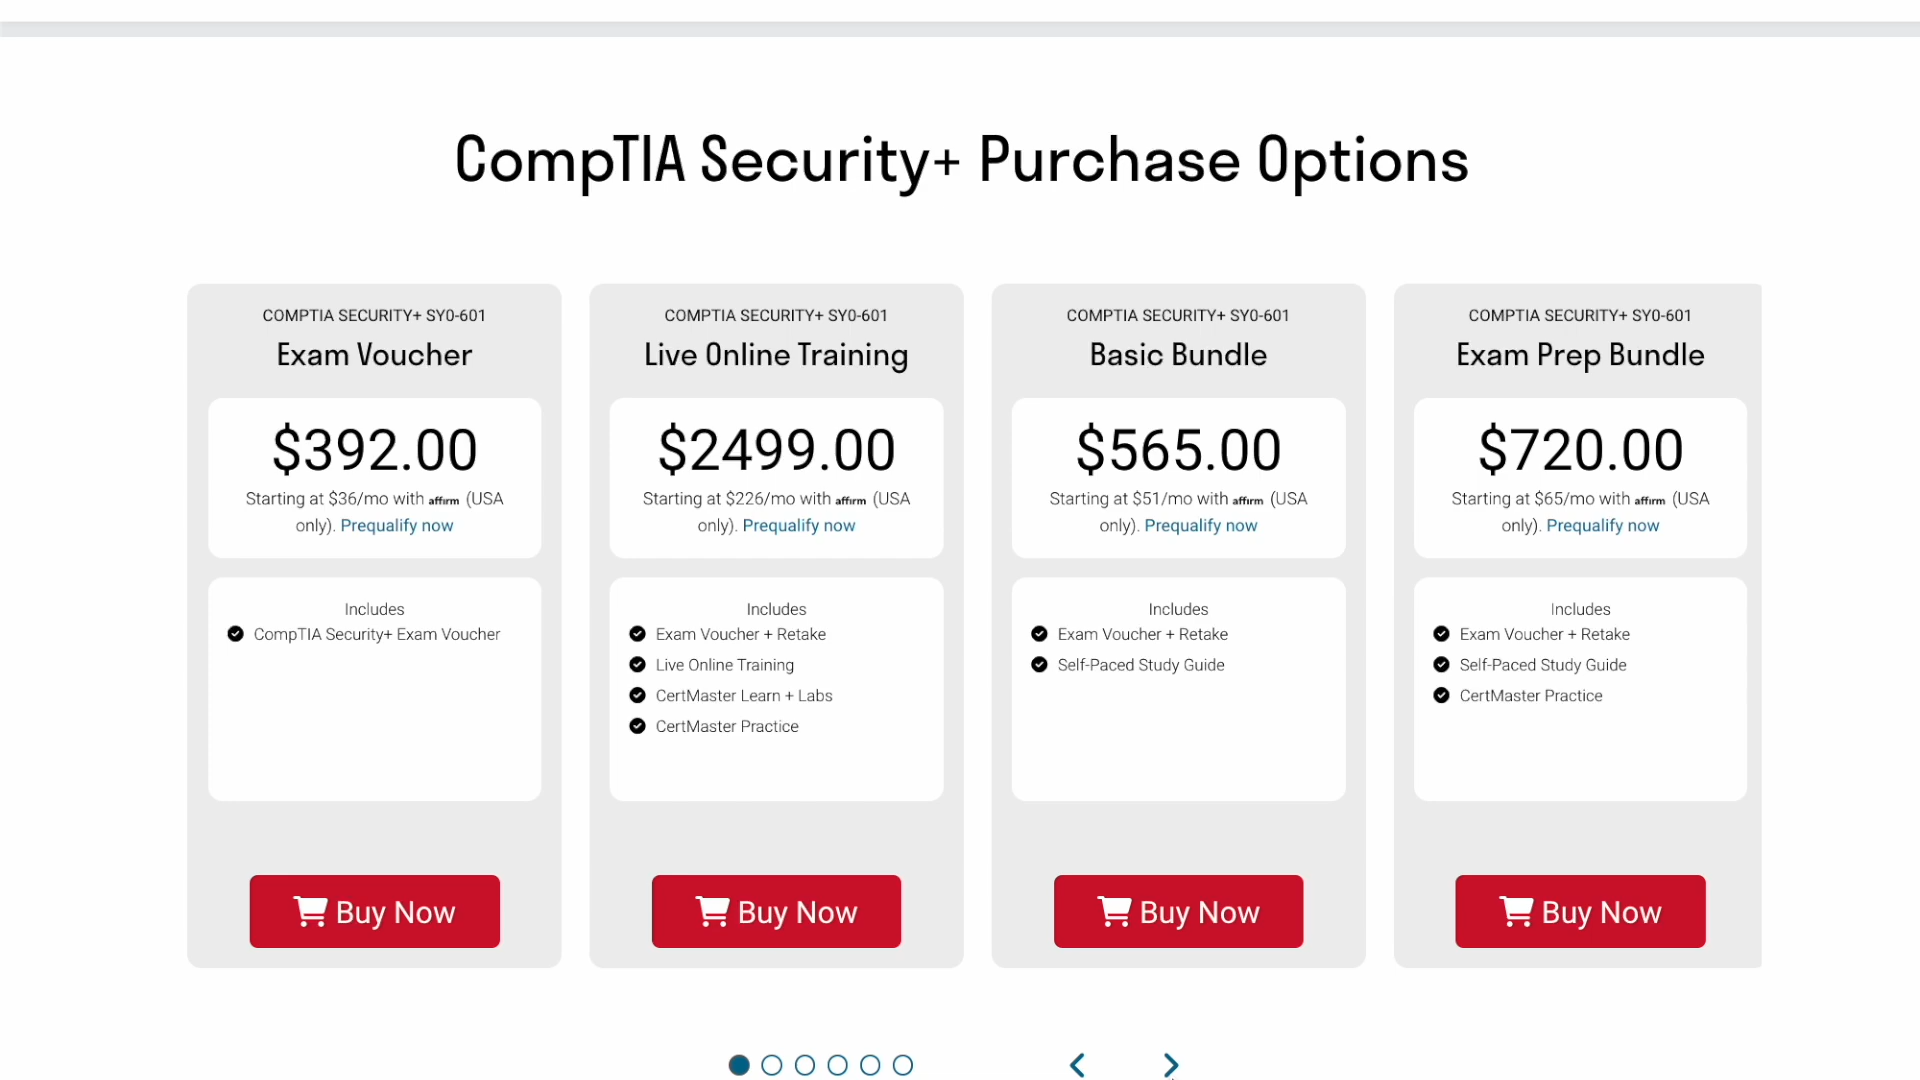 CompTIA Security+ Purchase Options
COMPTIA SECURITY+ SY0-601
Exam Voucher
$392.00
Starting at $36/mo with affirm (USA
only). Prequalify now
Includes
CompTIA Security+ Exam Voucher
Buy Now
COMPTIA SECURITY+ SY0-601
Live Online Training
$2499.00
Starting at $226/mo with affirm (USA
only). Prequalify now
Includes
Exam Voucher + Retake
Live Online Training
CertMaster Learn + Labs
CertMaster Practice
Buy Now
COMPTIA SECURITY+ SY0-601
Basic Bundle
$565.00
Starting at $51/mo with affirm (USA
only). Prequalify now
Includes
Exam Voucher + Retake
Self-Paced Study Guide
Buy Now
COMPTIA SECURITY+ SY0-601
Exam Prep Bundle
$720.00
Starting at $65/mo with affirm (USA
only). Prequalify now
Includes
Exam Voucher + Retake
Self-Paced Study Guide
CertMaster Practice
Buy Now